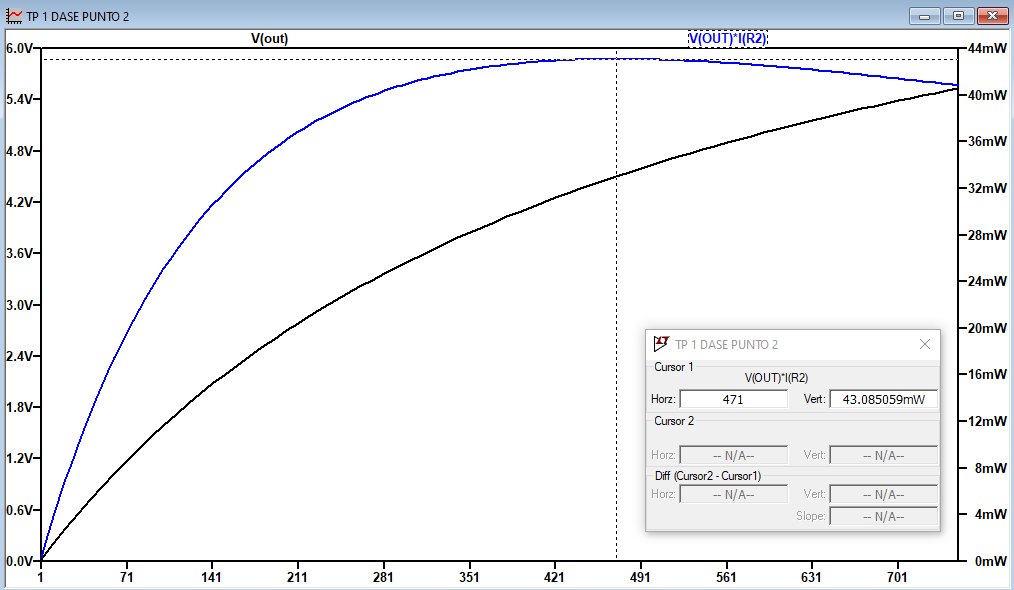 TP 1 DASE PUNTO 2
V(out)
V(OUT)*I(R2)
6.0V
5.4V
4.8V
4.2V
3.6V
3.0V
2.4V
1.8V
1.2V
0.6V
0.0V
44mW
40mW
36mW
32mW
28mW
24mW
20mW
16mW
12mW
8mW
4mW
0mW
1 71 141 211 281 351 421 491 561 631 701
TP 1 DASE PUNTO 2
Cursor 1
V(OUT)*I(R2)
Horz: 471 Vert: 43.085059mW
Cursor 2
Horz: -- N/A-- Vert: -- N/A--
Diff (Cursor2 - Cursor1)
Horz: -- N/A-- Vert: -- N/A--
Slope: -- N/A--